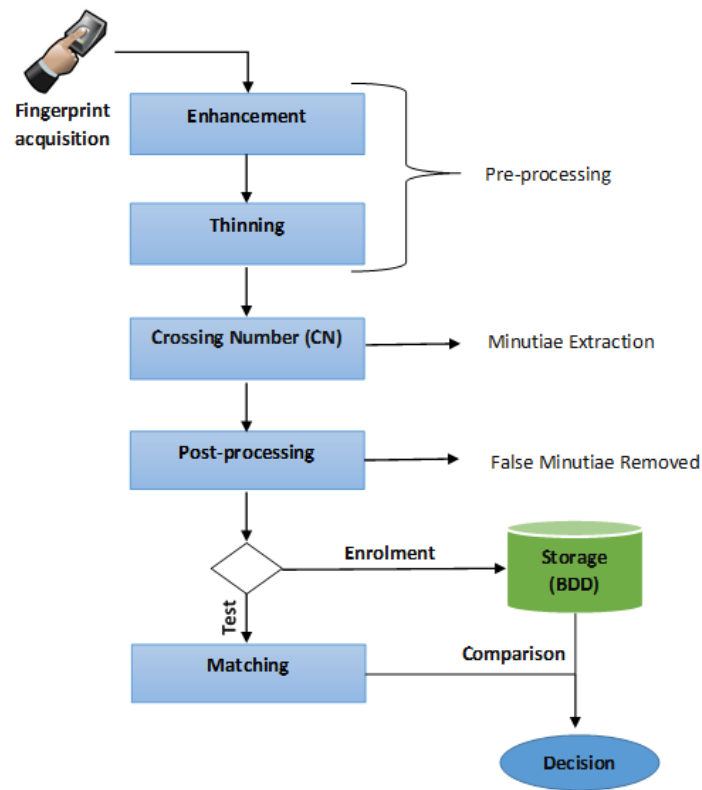 Fingerprint
acquisition
Enhancement
Pre-processing
Thinning
Crossing Number (CN)
Minutiae Extraction
Post-processing
False Minutiae Removed
Enrolment
Storage
(BDD)
Test
Matching
Comparison
Decision